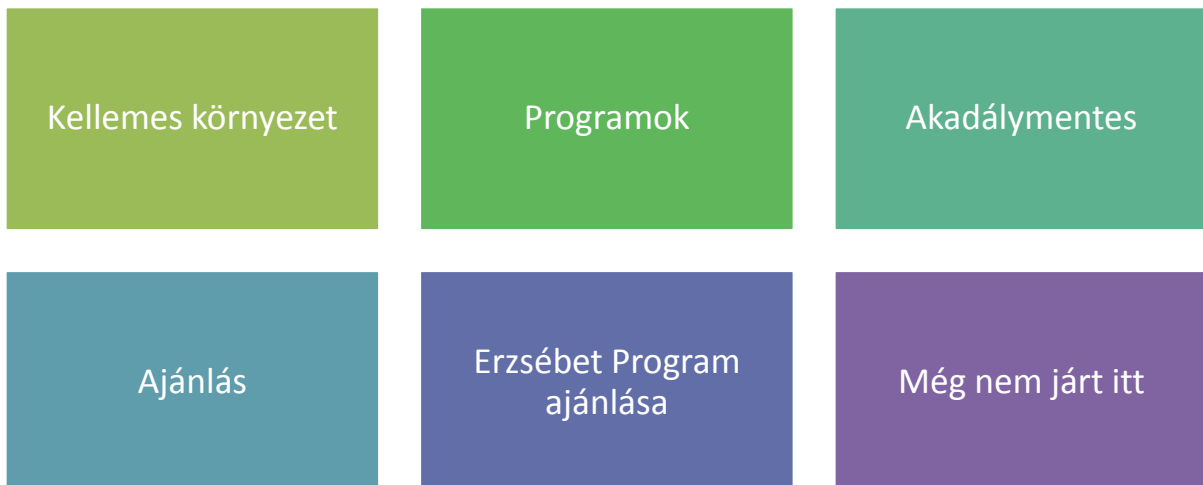 Kellemes környezet
Programok
Akadálymentes
Ajánlás
Erzsébet Program
ajánlása
Még nem járt itt